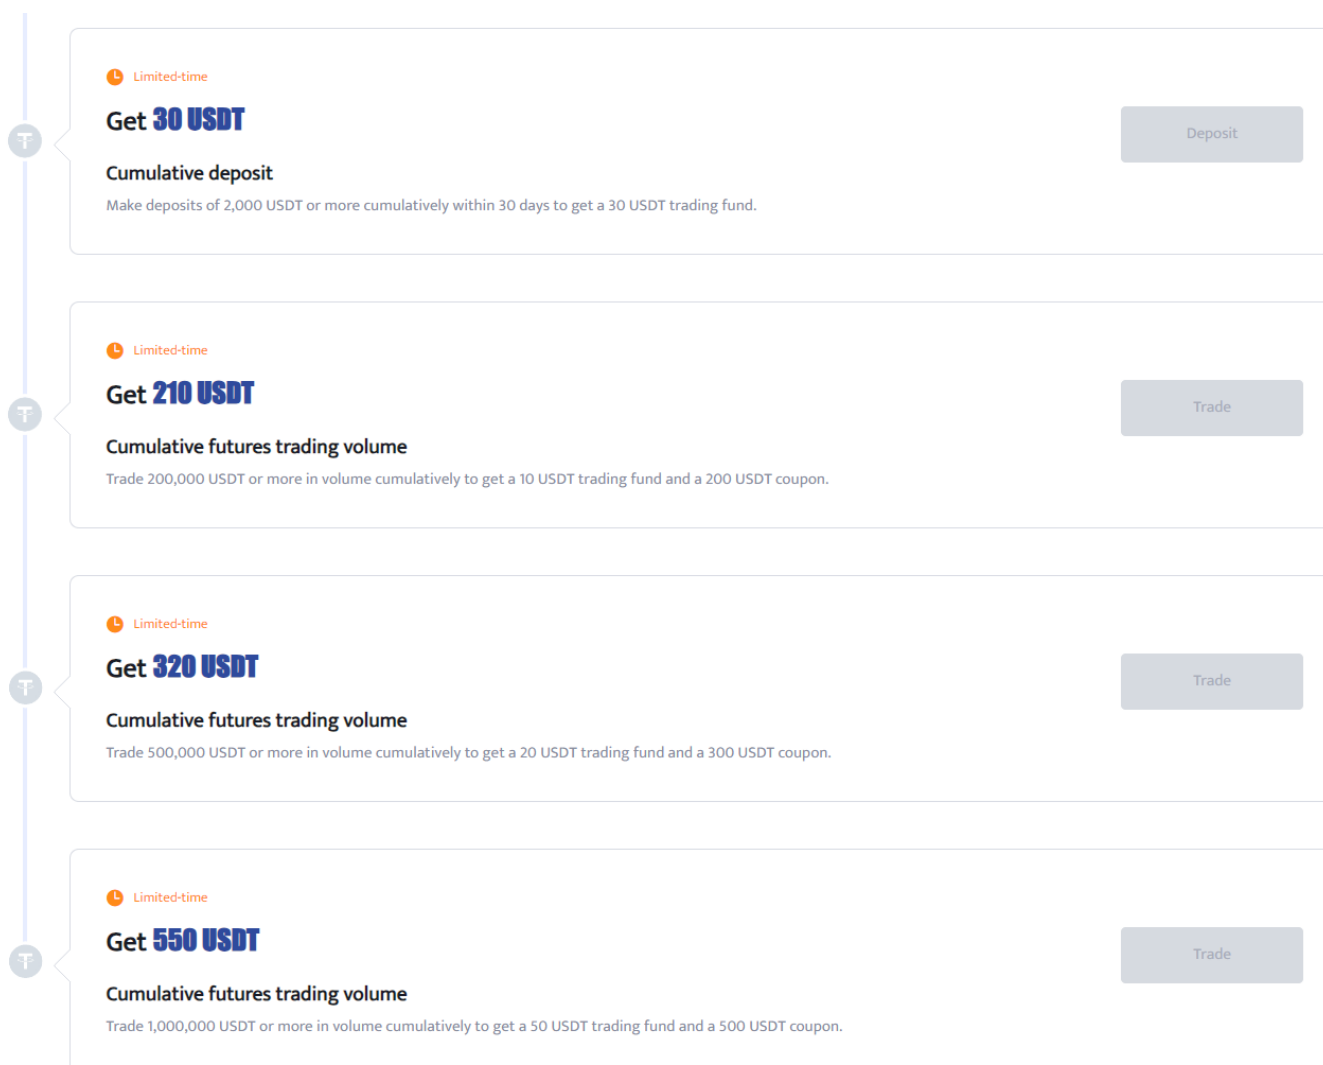 Limited-time
Get 30 USDT
Deposit
Cumulative deposit
Make deposits of 2,000 USDT or more cumulatively within 30 days to get a 30 USDT trading fund.
Limited-time
Get 210 USDT
Trade
Cumulative futures trading volume
Trade 200,000 USDT or more in volume cumulatively to get a 10 USDT trading fund and a 200 USDT coupon.
Limited-time
Get 320 USDT
Trade
Cumulative futures trading volume
Trade 500,000 USDT or more in volume cumulatively to get a 20 USDT trading fund and a 300 USDT coupon.
Limited-time
Get 550 USDT
Trade
Cumulative futures trading volume
Trade 1,000,000 USDT or more in volume cumulatively to get a 50 USDT trading fund and a 500 USDT coupon.